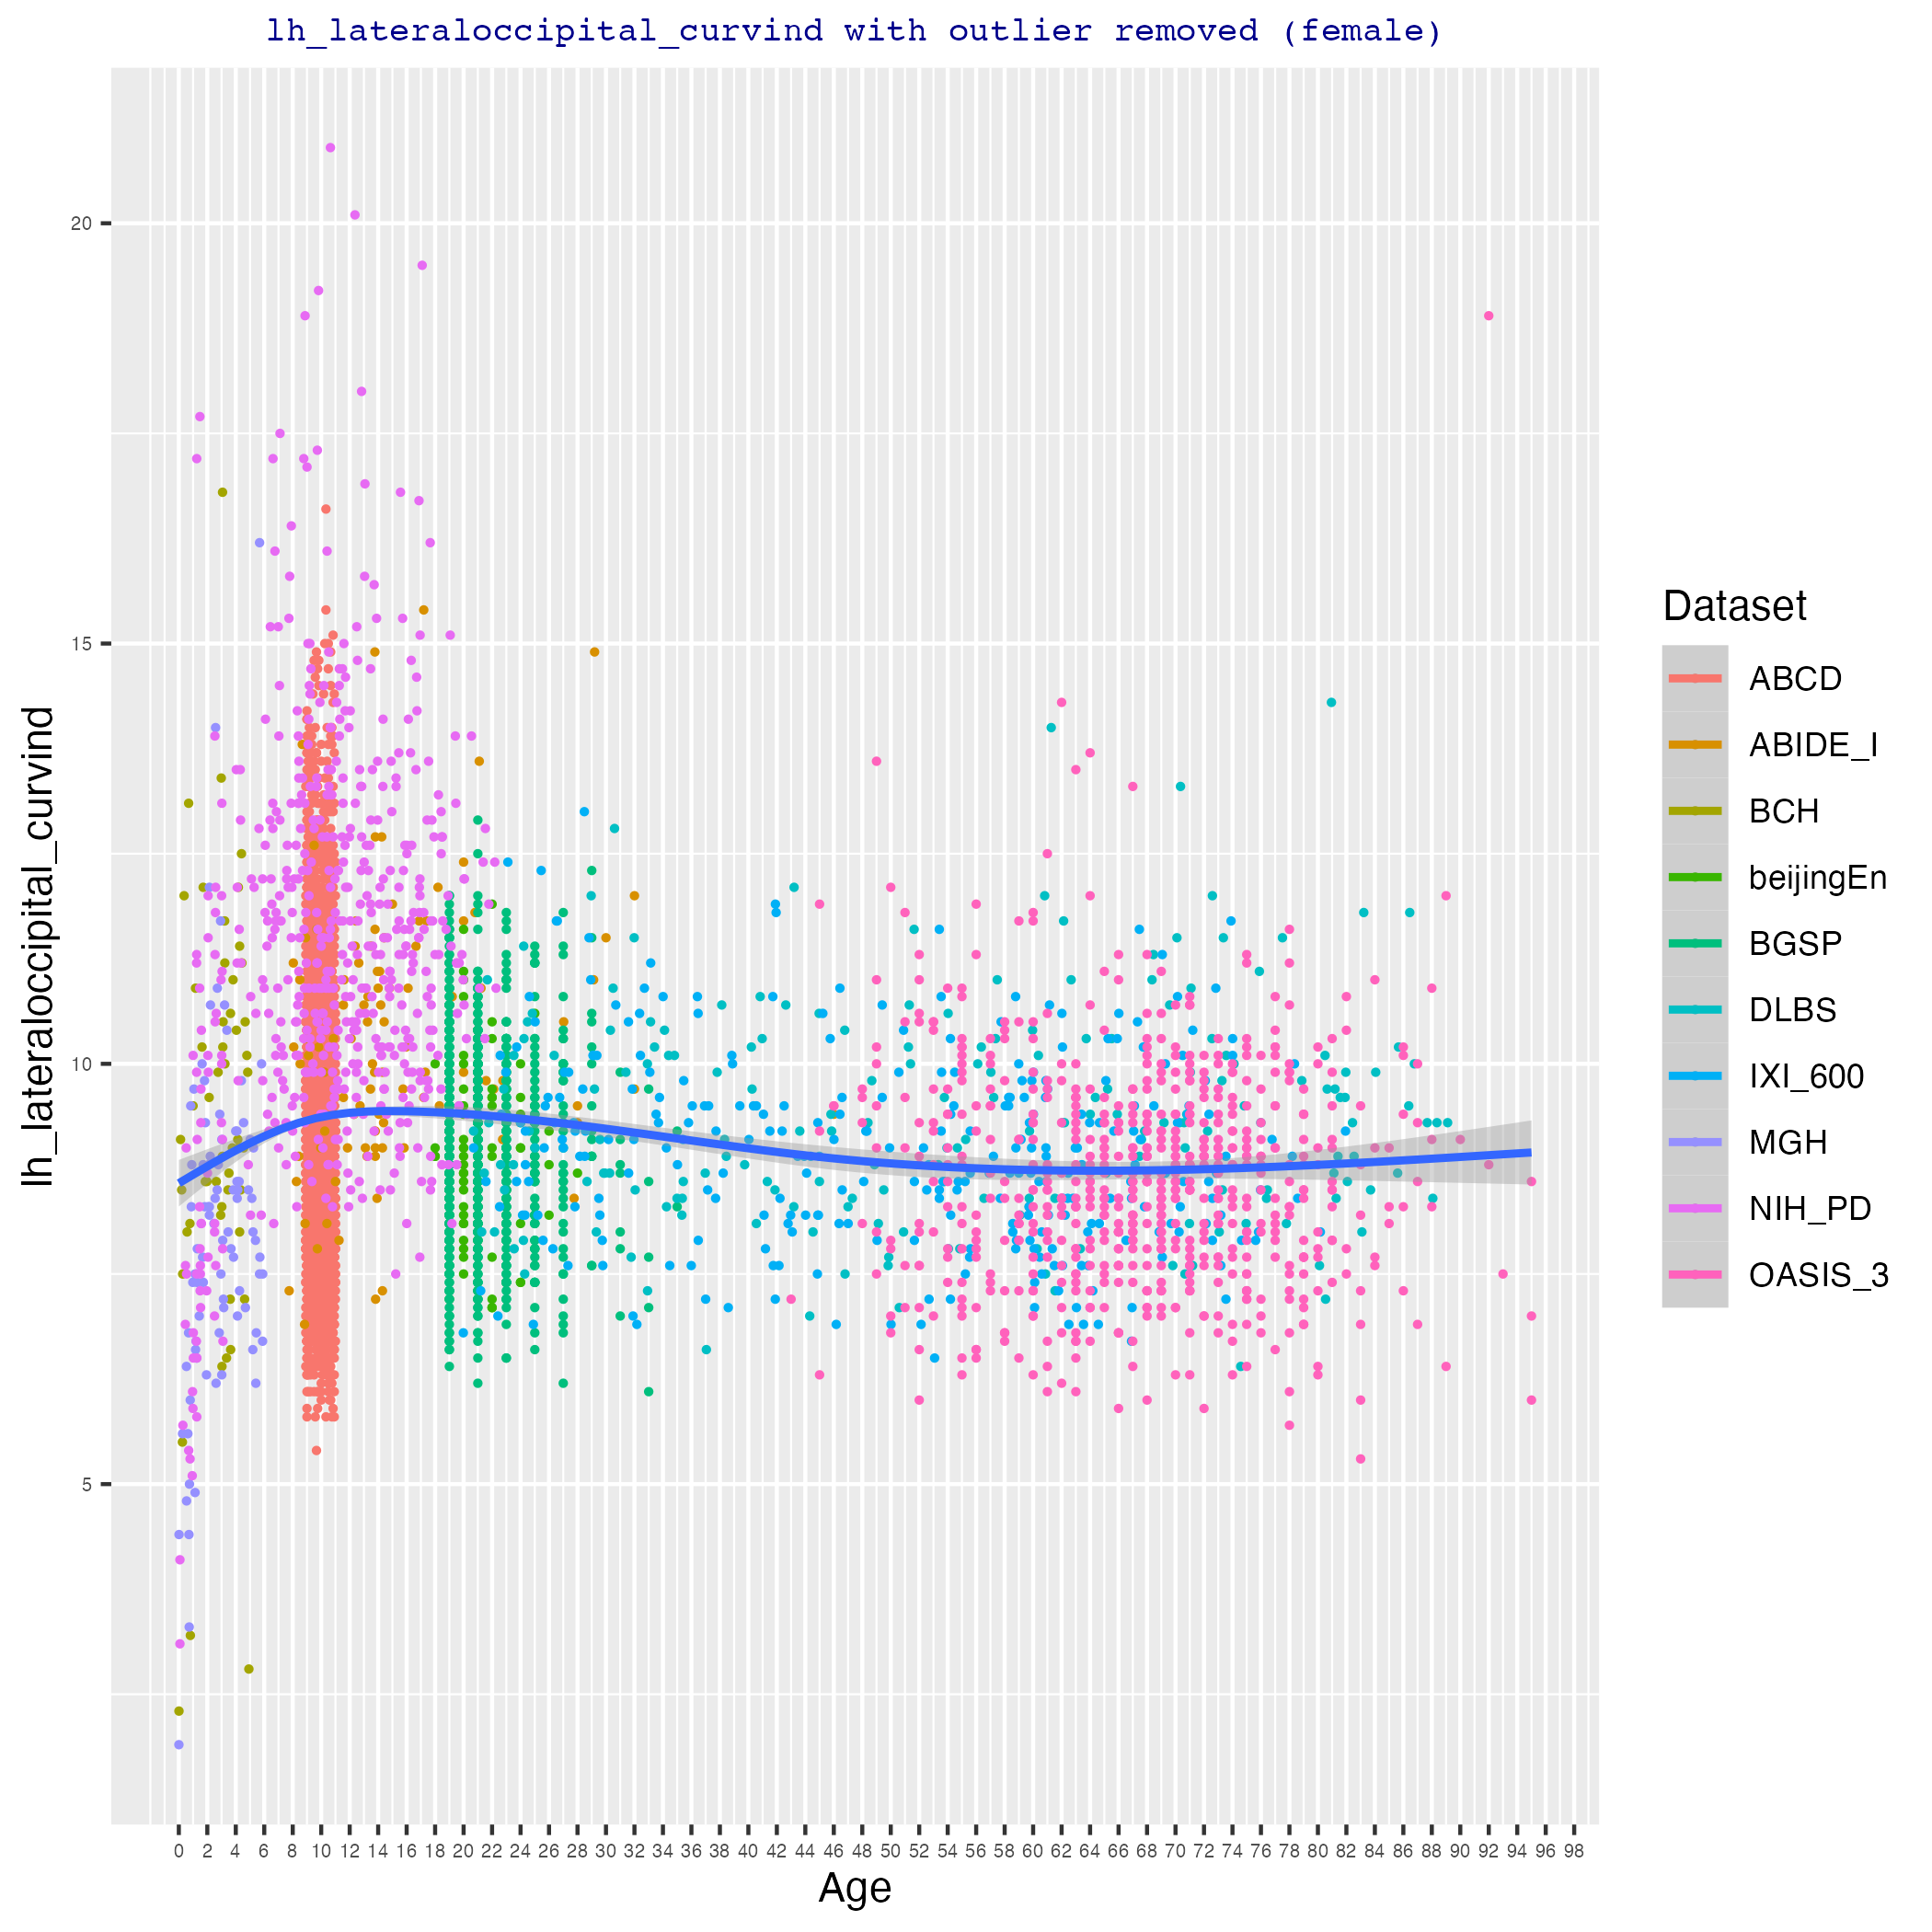 lh_lateraloccipital_curvind with outlier removed (female)
20
15
10
5
lh_lateraloccipital_curvind
0 2 4 6 8 10 12 14 16 18 20 22 24 26 28 30 32 34 36 38 40 42 44 46 48 50 52 54 56 58 60 62 64 66 68 70 72 74 76 78 80 82 84 86 88 90 92 94 96 98
Age
Dataset
ABCD
ABIDE_I
BCH
beijingEn
BGSP
DLBS
IXI_600
MGH
NIH_PD
OASIS_3